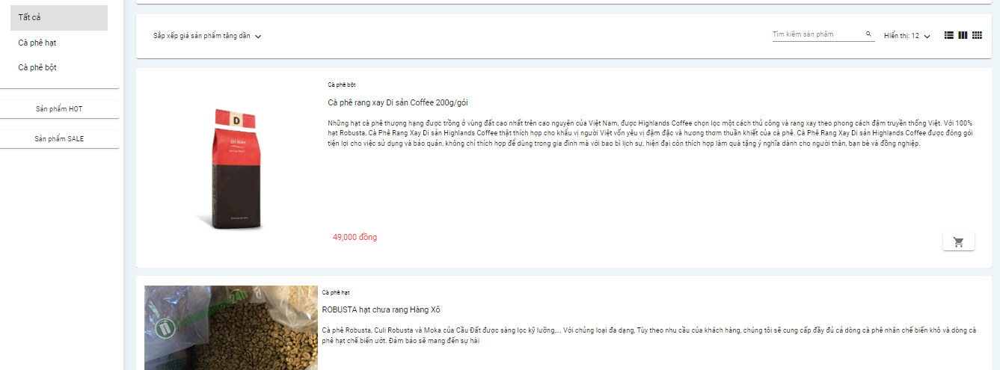 Tất cả
Cà phê hạt
Cà phê bột
Sản phẩm HOT
Sản phẩm SALE
Sắp xếp giá sản phẩm tăng dần
Tìm kiếm sản phẩm
Hiển thị: 12
Cà phê bột
Cà phê rang xay Di sản Coffee 200g/gói
Những hạt cà phê thượng hạng được trồng ở vùng đất cao nhất trên cao nguyên của Việt Nam, được Highlands Coffee chọn lọc một cách thủ công và rang xay theo phong cách đậm truyền thống Việt. Với 100%
hạt Robusta, Cà Phê Rang Xay Di sản Highlands Coffee thật thích hợp cho khẩu vị người Việt vốn yêu vị đậm đặc và hương thơm thuần khiết của cà phê. Cà Phê Rang Xay Di sản Highlands Coffee được đóng gói
tiện lợi cho việc sử dụng và bảo quản, không chỉ thích hợp để dùng trong gia đình mà với bao bì lịch sự, hiện đại còn thích hợp làm quà tặng ý nghĩa dành cho người thân, bạn bè và đồng nghiệp.
D
Di sản
49,000 đồng
Cà phê hạt
ROBUSTA hạt chưa rang Hàng Xô
Cà phê Robusta, Culi Robusta và Moka của Cầu Đất được sàng lọc kỹ lưỡng,... Với chủng loại đa dạng, Tùy theo nhu cầu của khách hàng, chúng tôi sẽ cung cấp đầy đủ cả dòng cà phê nhân chế biến khô và dòng cà
phê hạt chế biến ướt. Đảm bảo sẽ mang đến sự hài